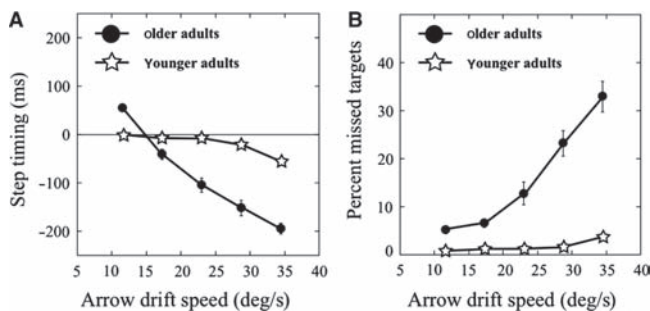 A
Older adults
Younger adults
200
100
0
-100
-200
Step timing (ms)
5 10 15 20 25 30 35 40
Arrow drift speed (deg/s)
B
Older adults
Younger adults
40
30
20
10
0
Percent missed targets
5 10 15 20 25 30 35 40
Arrow drift speed (deg/s)